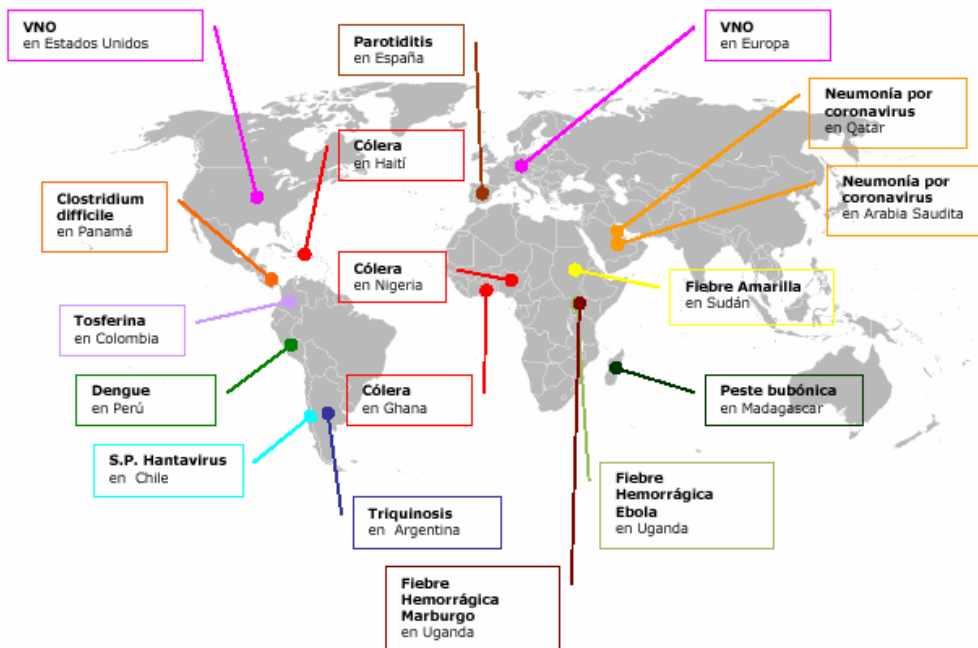 VNO
en Estados Unidos
Parotiditis
en España
VNO
en Europa
Neumonía por
coronavirus
en Qatar
Cólera
en Haití
Neumonía por
coronavirus
en Arabia Saudita
Clostridium
difficile
en Panamá
Cólera
en Nigeria
Fiebre Amarilla
en Sudán
Tosferina
en Colombia
Dengue
en Perú
Cólera
en Ghana
Peste bubónica
en Madagascar
S.P. Hantavirus
en Chile
Fiebre
Hemorrágica
Ebola
en Uganda
Triquinosis
en Argentina
Fiebre
Hemorrágica
Marburgo
en Uganda